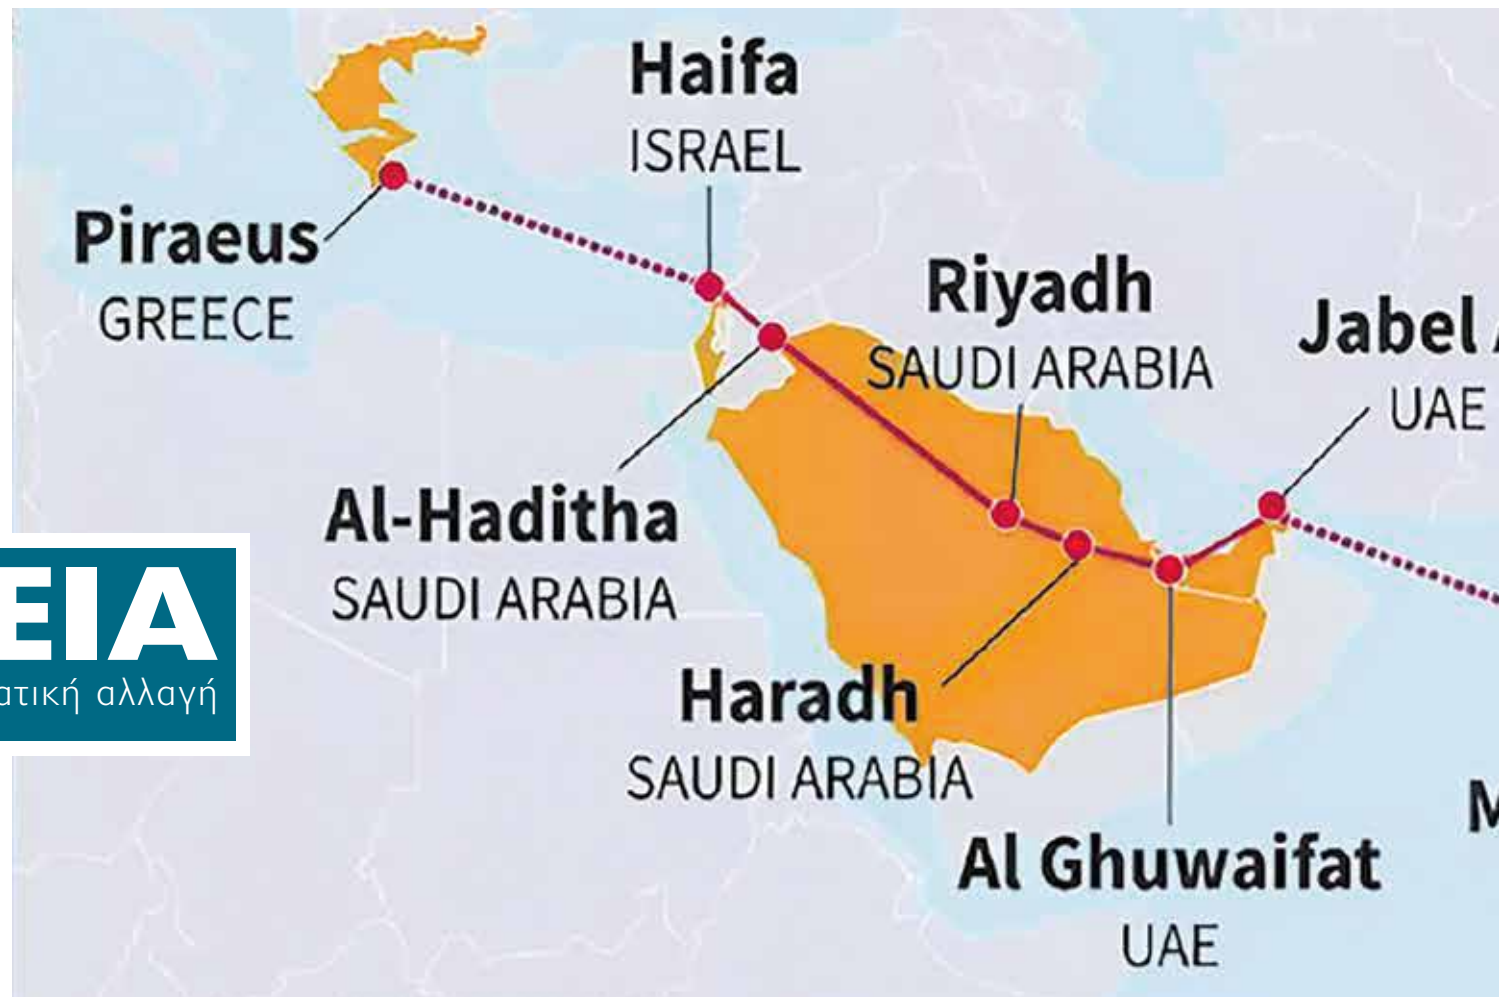 Haifa
ISRAEL
Piraeus
GREECE
Riyadh
SAUDI ARABIA
Jabel
UAE
Al-Haditha
SAUDI ARABIA
ΕΙΑ
ατική αλλαγή
Haradh
SAUDI ARABIA
Al Ghuwaifat
UAE